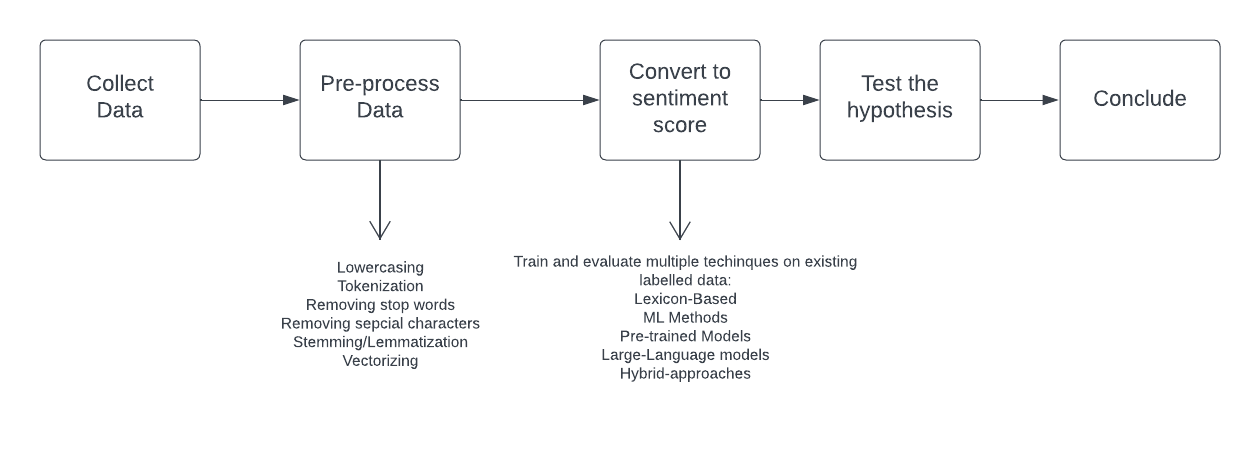 Collect
Data
Pre-process
Data
Convert to
sentiment
score
Test the
hypothesis
Conclude
Lowercasing
Tokenization
Removing stop words
Removing sepcial characters
Stemming/Lemmatization
Vectorizing
Train and evaluate multiple techinques on existing
labelled data:
Lexicon-Based
ML Methods
Pre-trained Models
Large-Language models
Hybrid-approaches